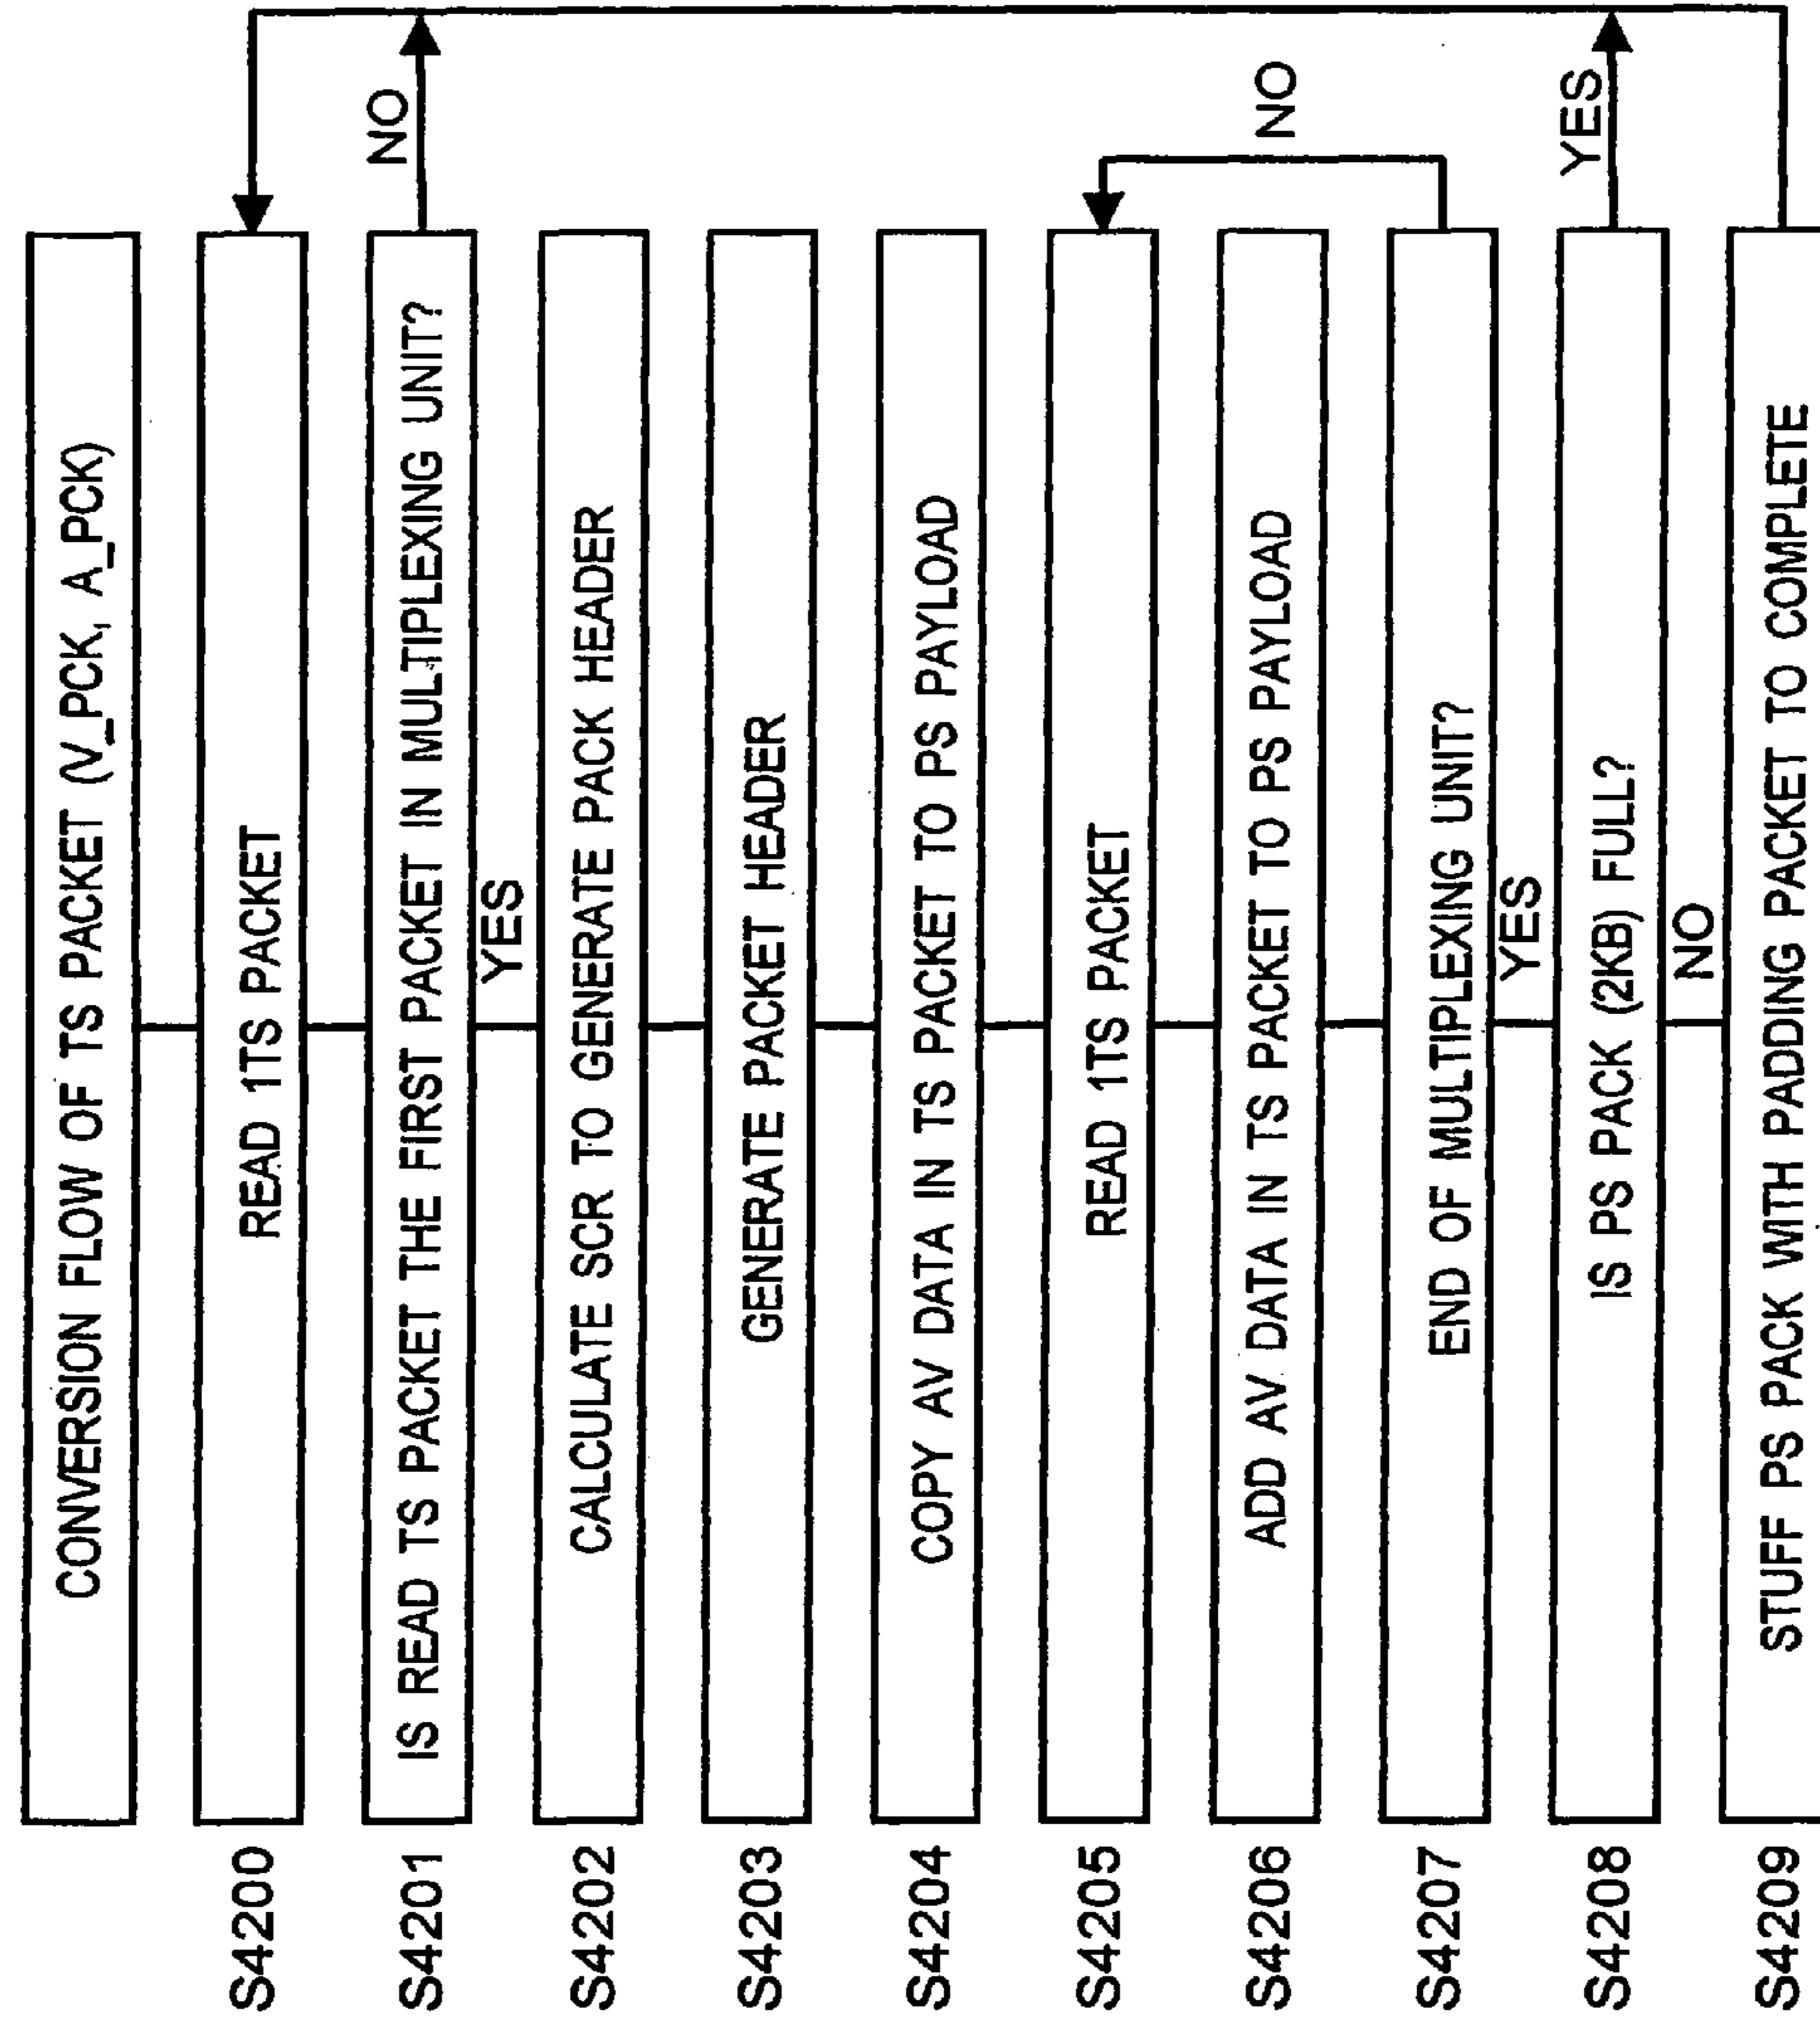 CONVERSION FLOW OF TS PACKET (V_PCK, A_PCK)
S4200 READ 1TS PACKET
S4201 IS READ TS PACKET THE FIRST PACKET IN MULTIPLEXING UNIT? NO
YES
S4202 CALCULATE SCR TO GENERATE PACK HEADER
S4203 GENERATE PACKET HEADER
S4204 COPY AV DATA IN TS PACKET TO PS PAYLOAD
S4205 READ 1TS PACKET
S4206 ADD AV DATA IN TS PACKET TO PS PAYLOAD NO
S4207 END OF MULTIPLEXING UNIT?
YES
S4208 IS PS PACK (2KB) FULL? YES
NO
S4209 STUFF PS PACK WITH PADDING PACKET TO COMPLETE